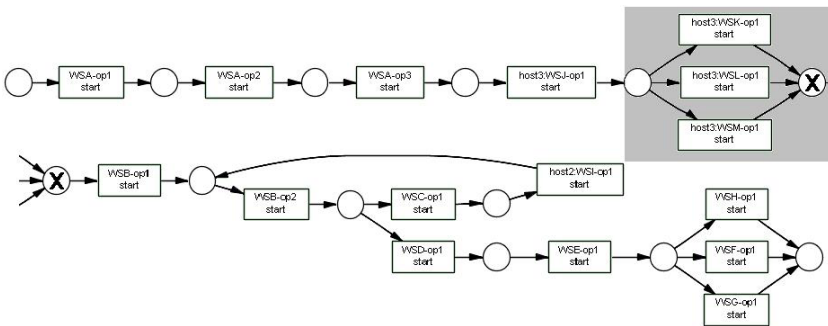 host3:WSK-op1
start
WSA-op1
start
WSA-op2
start
WSA-op3
start
host3:WSJ-op1
start
host3:WSL-op1
start
X
host3:WSM-op1
start
X
WSB-op1
start
host2:WSI-op1
start
WSB-op2
start
WSC-op1
start
WSH-op1
start
WSD-op1
start
WSE-op1
start
WSF-op1
start
WSG-op1
start